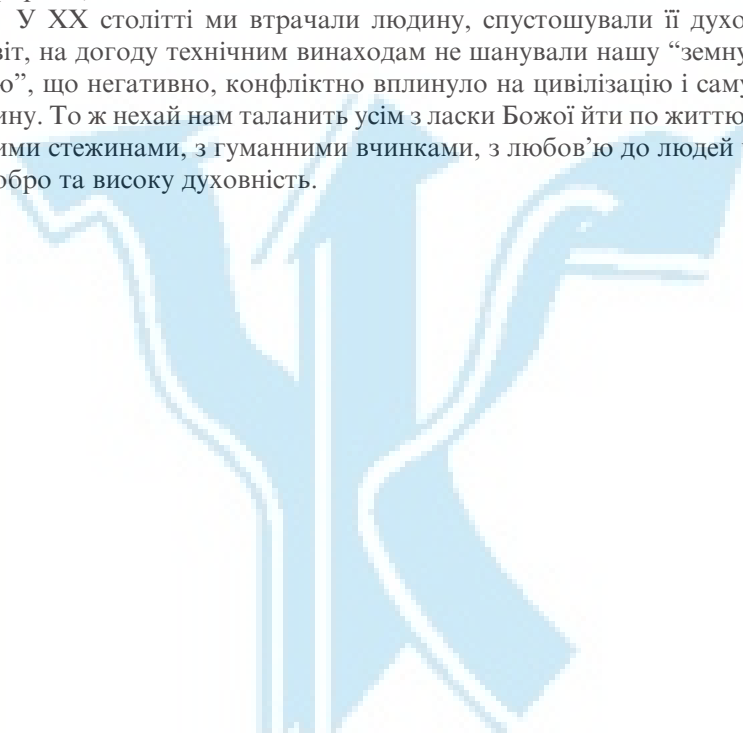 У ХХ столітті ми втрачали людину, спустошували її духо
віт, на догоду технічним винаходам не шанували нашу “земну
ю”, що негативно, конфліктно вплинуло на цивілізацію і саму
ину. То ж нехай нам таланить усім з ласки Божої йти по життю
ими стежинами, з гуманними вчинками, з любов’ю до людей
обро та високу духовність.